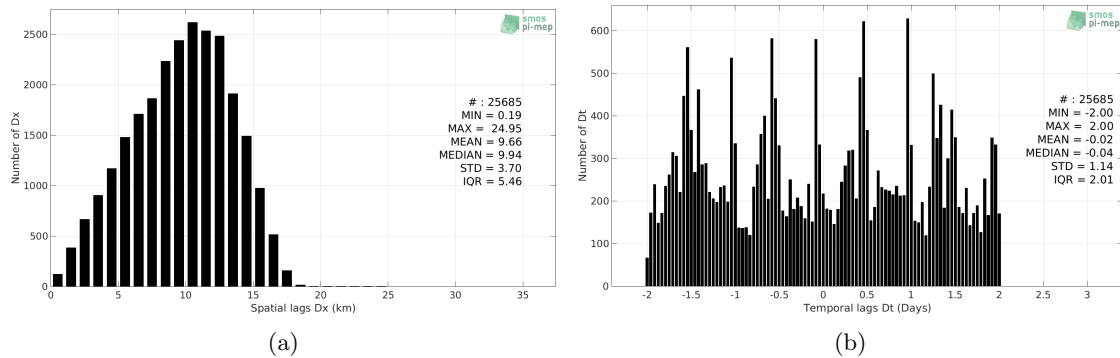 smos
pi-mep
# : 25685
MIN = 0.19
MAX = 24.95
MEAN = 9.66
MEDIAN = 9.94
STD = 3.70
IQR = 5.46
Number of Dx
2500
2000
1500
1000
500
0
0 5 10 15 20 25 30 35
Spatial lags Dx (km)
(a)
smos
pi-mep
# : 25685
MIN = -2.00
MAX = 2.00
MEAN = -0.02
MEDIAN = -0.04
STD = 1.14
IQR = 2.01
Number of Dt
600
500
400
300
200
100
0
-2 -1.5 -1 -0.5 0 0.5 1 1.5 2 2.5 3
Temporal lags Dt (Days)
(b)